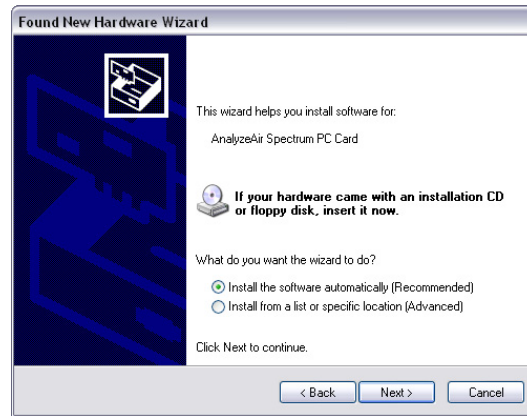 Found New Hardware Wizard
This wizard helps you install software for:
AnalyzeAir Spectrum PC Card
If your hardware came with an installation CD
or floppy disk, insert it now.
What do you want the wizard to do?
Install the software automatically (Recommended)
Install from a list or specific location (Advanced)
Click Next to continue.
< Back Next > Cancel